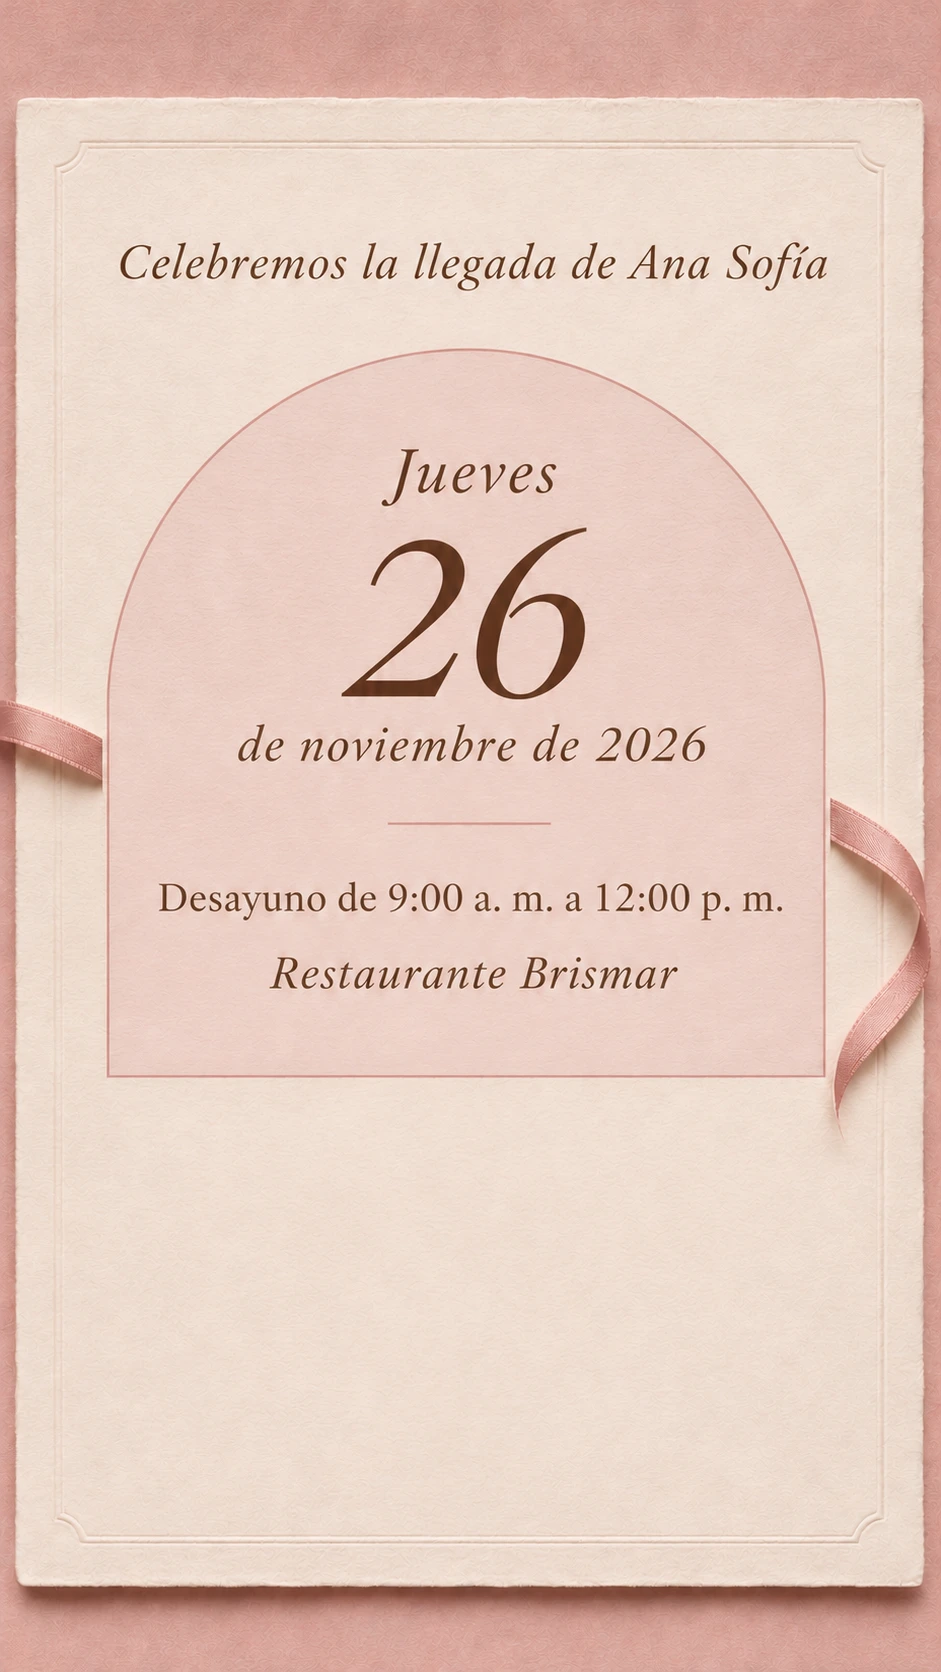 Celebremos la llegada de Ana Sofía
Jueves
26
de noviembre de 2026
Desayuno de 9:00 a. m. a 12:00 p. m.
Restaurante Brismar